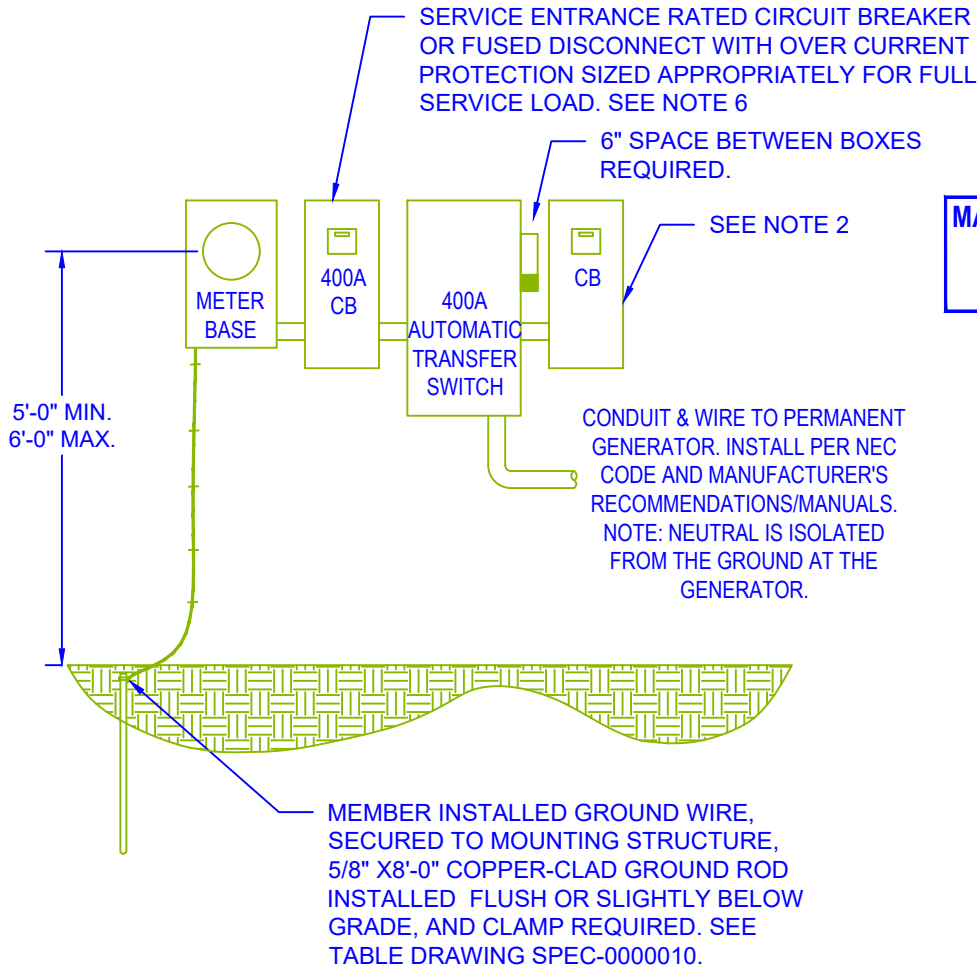 SERVICE ENTRANCE RATED CIRCUIT BREAKER
OR FUSED DISCONNECT WITH OVER CURRENT
PROTECTION SIZED APPROPRIATELY FOR FULL
SERVICE LOAD. SEE NOTE 6
6" SPACE BETWEEN BOXES
REQUIRED.
SEE NOTE 2
MA
METER
BASE
400A
CB
400A
AUTOMATIC
TRANSFER
SWITCH
CB
5'-0" MIN.
6'-0" MAX.
CONDUIT & WIRE TO PERMANENT
GENERATOR. INSTALL PER NEC
CODE AND MANUFACTURER'S
RECOMMENDATIONS/MANUALS.
NOTE: NEUTRAL IS ISOLATED
FROM THE GROUND AT THE
GENERATOR.
MEMBER INSTALLED GROUND WIRE,
SECURED TO MOUNTING STRUCTURE,
5/8" X8'-0" COPPER-CLAD GROUND ROD
INSTALLED FLUSH OR SLIGHTLY BELOW
GRADE, AND CLAMP REQUIRED. SEE
TABLE DRAWING SPEC-0000010.